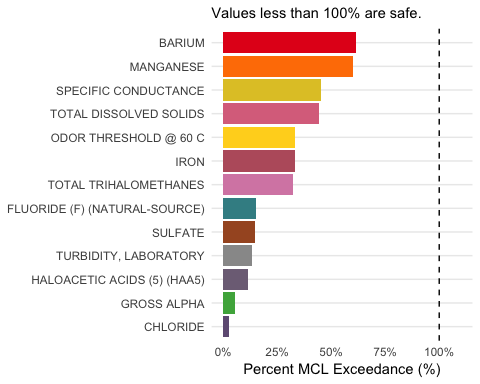 Values less than 100% are safe.
BARIUM
MANGANESE
SPECIFIC CONDUCTANCE
TOTAL DISSOLVED SOLIDS
ODOR THRESHOLD @ 60 C
IRON
TOTAL TRIHALOMETHANES
FLUORIDE (F) (NATURAL-SOURCE)
SULFATE
TURBIDITY, LABORATORY
HALOACETIC ACIDS (5) (HAA5)
GROSS ALPHA
CHLORIDE
0% 25% 50% 75% 100%
Percent MCL Exceedance (%)